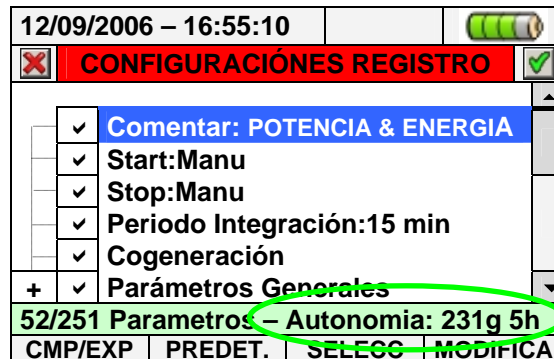 12/09/2006 – 16:55:10
CONFIGURACIÓNES REGISTRO
Comentar: POTENCIA & ENERGIA
Start:Manu
Stop:Manu
Periodo Integración:15 min
Cogeneración
+ Parámetros Generales
52/251 Parametros – Autonomia: 231g 5h
CMP/EXP PREDET. SELECC MODIFICA